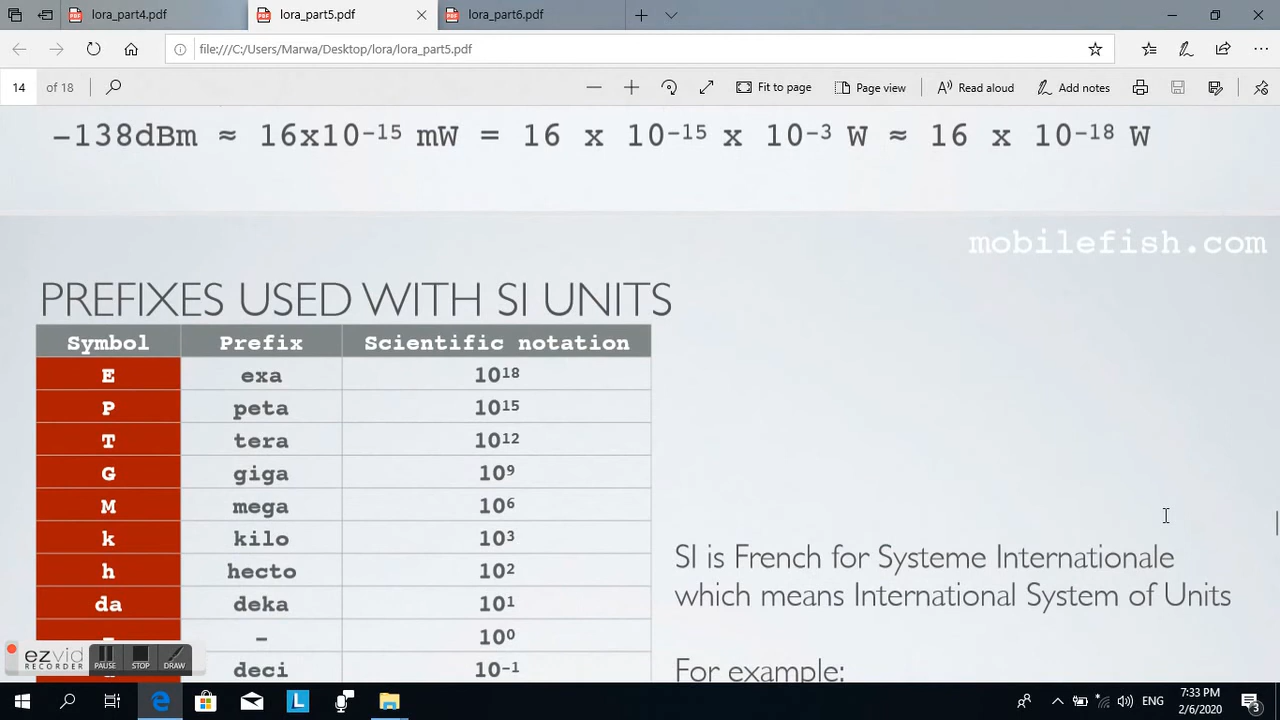 lora_part4.pdf
lora_part5.pdf
lora_part6.pdf
file:///C:/Users/Marwa/Desktop/lora/lora_part5.pdf
14 of 18
Fit to page
Page view
Read aloud
Add notes
-138dBm ≈ 16x10⁻¹⁵ mW = 16 x 10⁻¹⁵ x 10⁻³ W ≈ 16 x 10⁻¹⁸ W
mobilefish.com
PREFIXES USED WITH SI UNITS
Symbol Prefix Scientific notation
E exa 10¹⁸
P peta 10¹⁵
T tera 10¹²
G giga 10⁹
M mega 10⁶
k kilo 10³
h hecto 10²
da deka 10¹
- - 10⁰
deci 10⁻¹
SI is French for Systeme Internationale
which means International System of Units
For example:
ezvid
RECORDER
PAUSE
STOP
DRAW
ENG
7:33 PM
2/6/2020
3